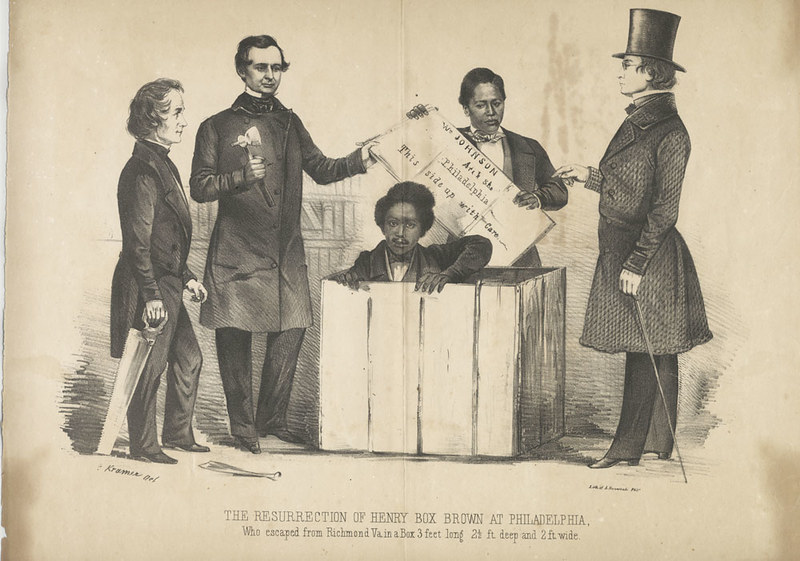 Wm JOHNSON
Arch St.
Philadelphia
This side up with Care
Kramer del
THE RESURRECTION OF HENRY BOX BROWN AT PHILADELPHIA,
Who escaped from Richmond Va. in a Box 3 feet long 2½ ft. deep and 2 ft wide.